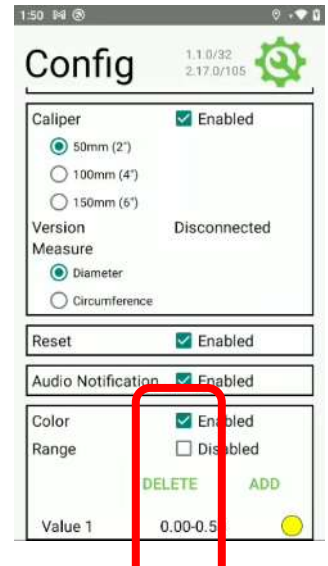 1:50
Config
1.1.0/32
2.17.0/105
Caliper Enabled
50mm (2")
100mm (4")
150mm (6")
Version Disconnected
Measure
Diameter
Circumference
Reset Enabled
Audio Notification Enabled
Color Enabled
Range Disabled
DELETE ADD
Value 1 0.00-0.5